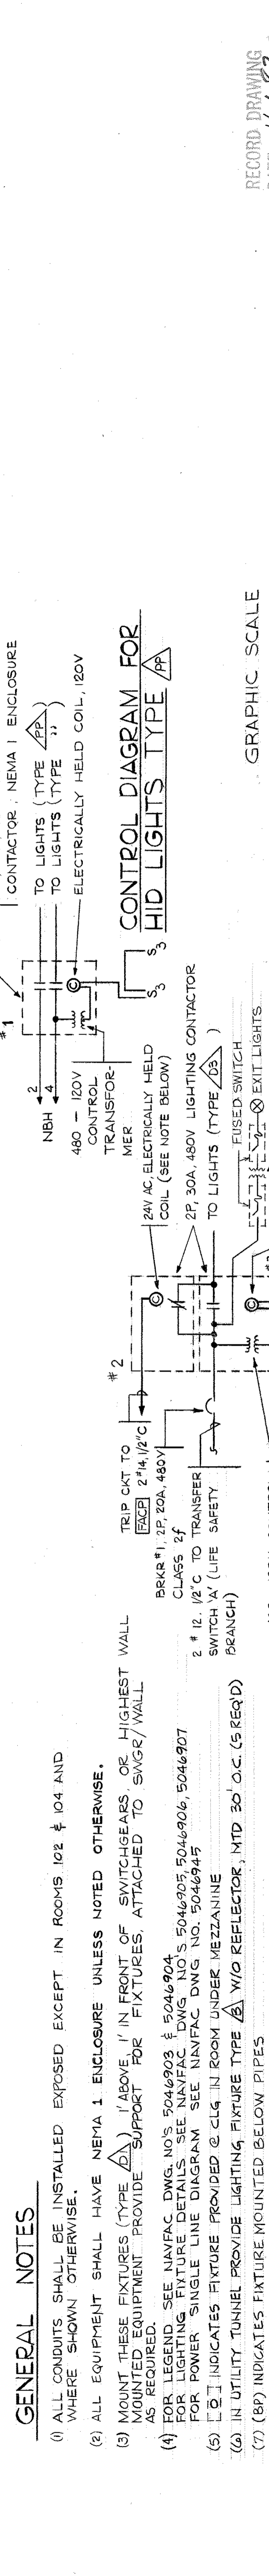 GENERAL NOTES
(1) ALL CONDUITS SHALL BE INSTALLED EXPOSED EXCEPT IN ROOMS 102 & 104 AND
WHERE SHOWN OTHERWISE.
(2) ALL EQUIPMENT SHALL HAVE NEMA 1 ENCLOSURE UNLESS NOTED OTHERWISE.
(3) MOUNT THESE FIXTURES (TYPE D1) 1' ABOVE, 1' IN FRONT OF SWITCHGEARS, OR HIGHEST WALL
MOUNTED EQUIPTMENT PROVIDE SUPPORT FOR FIXTURES, ATTACHED TO SWGR/WALL
AS REQUIRED.
(4) FOR LEGEND SEE NAVFAC DWG. NO'S 5046903 & 5046904
FOR LIGHTING FIXTURE DETAILS SEE NAVFAC DWG NO'S 5046905, 5046906, 5046907
FOR POWER SINGLE LINE DIAGRAM SEE NAVFAC DWG NO. 5046945
(5) INDICATES FIXTURE PROVIDED @ CLG IN ROOM UNDER MEZZANINE
(6) IN UTILITY TUNNEL PROVIDE LIGHTING FIXTURE TYPE B W/O REFLECTOR, MTD 30' O.C. (5 REQ'D)
(7) (BP) INDICATES FIXTURE MOUNTED BELOW PIPES
#2
TRIP CKT TO
FACP 2#14, 1/2"C
BRKR #1, 2P, 20A, 480V
CLASS 2f
2 #12. 1/2"C TO TRANSFER
SWITCH 'A' (LIFE SAFETY
BRANCH)
C
24V AC, ELECTRICALLY HELD
COIL (SEE NOTE BELOW)
2P, 30A, 480V LIGHTING CONTACTOR
TO LIGHTS (TYPE D3)
FUSED SWITCH
EXIT LIGHTS
C
#1
CONTACTOR, NEMA 1 ENCLOSURE
2
NBH 4
TO LIGHTS (TYPE PP)
TO LIGHTS (TYPE ")
C
ELECTRICALLY HELD COIL, 120V
480 - 120V
CONTROL
TRANSFOR-
MER
S3 S3
CONTROL DIAGRAM FOR
HID LIGHTS TYPE PP
GRAPHIC SCALE
RECORD DRAWING